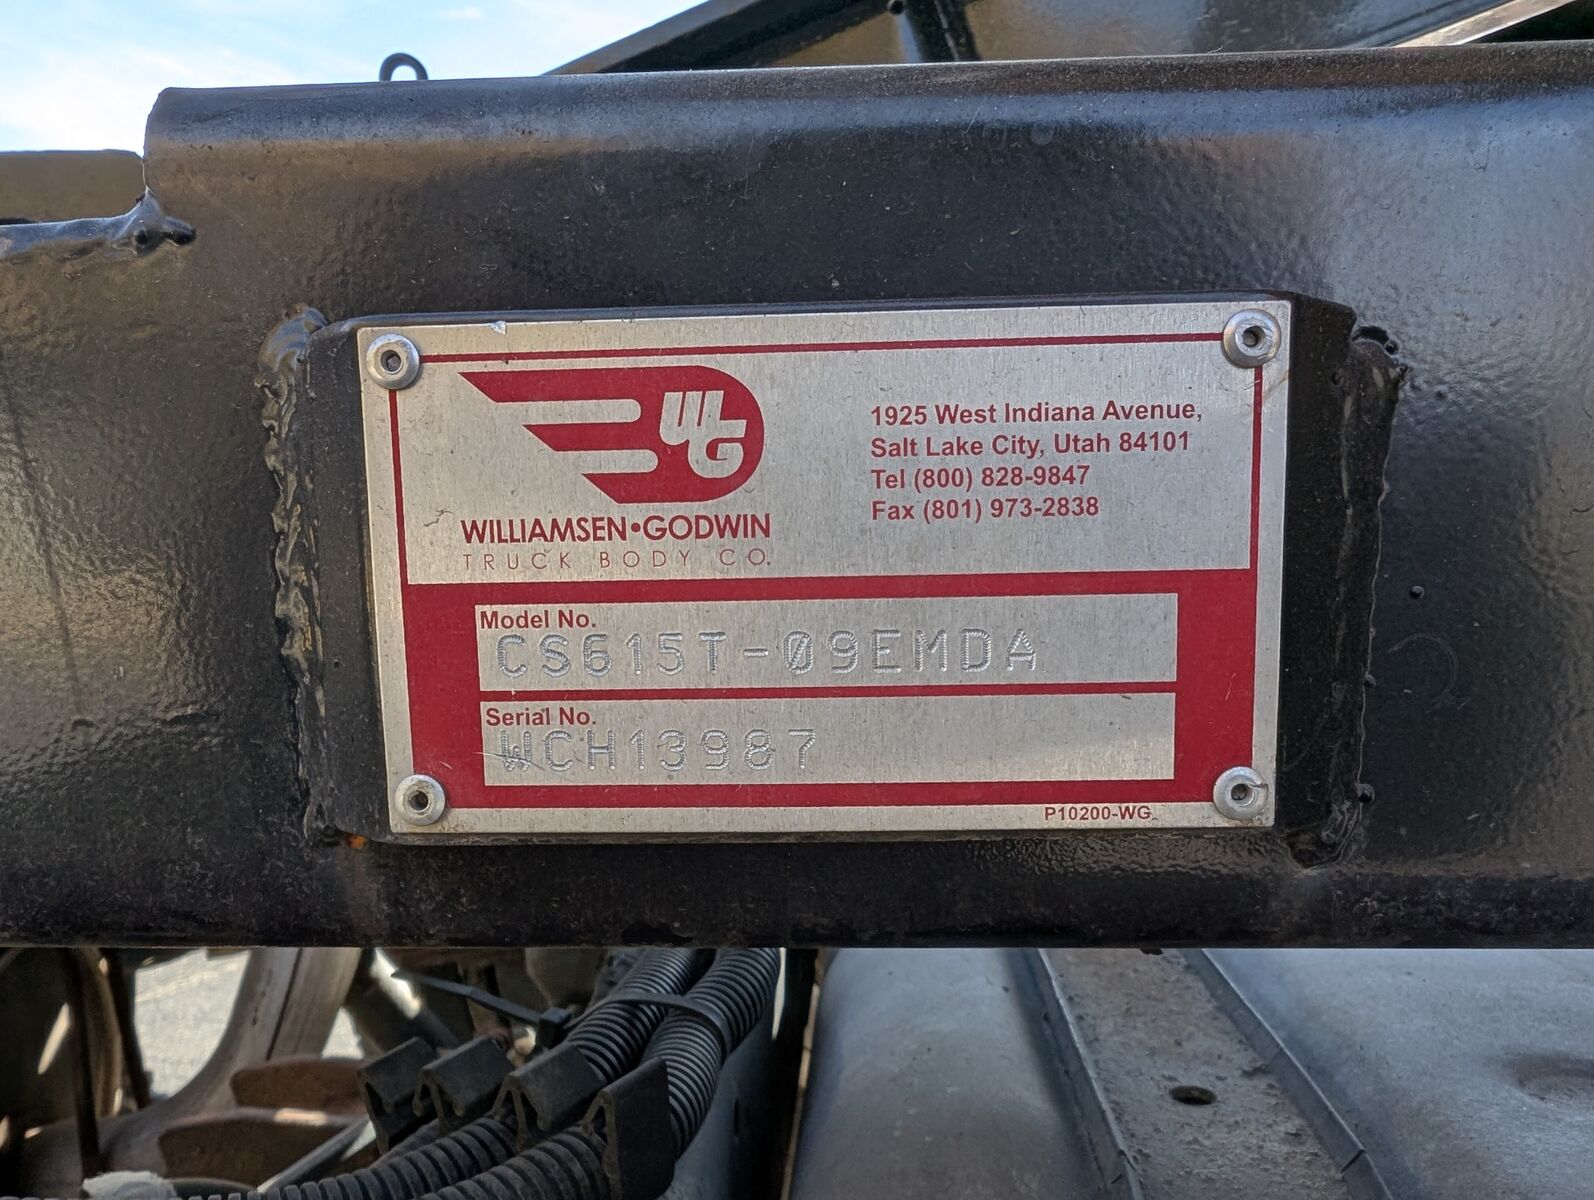 WG
WILLIAMSEN•GODWIN
TRUCK BODY CO.
1925 West Indiana Avenue,
Salt Lake City, Utah 84101
Tel (800) 828-9847
Fax (801) 973-2838
Model No.
CS615T-09EMDA
Serial No.
WCH13987
P10200-WG